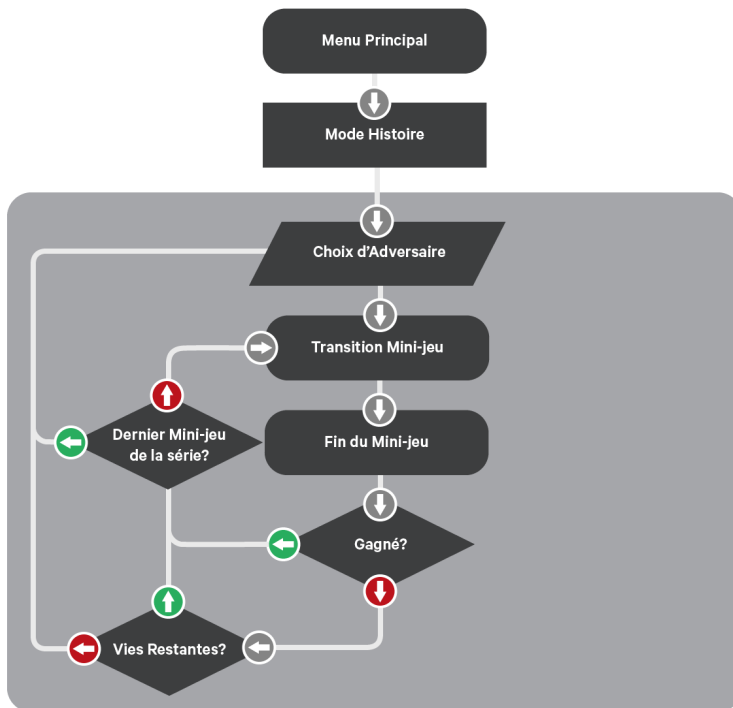 Menu Principal
Mode Histoire
Choix d'Adversaire
Transition Mini-jeu
Dernier Mini-jeu
de la série?
Fin du Mini-jeu
Gagné?
Vies Restantes?